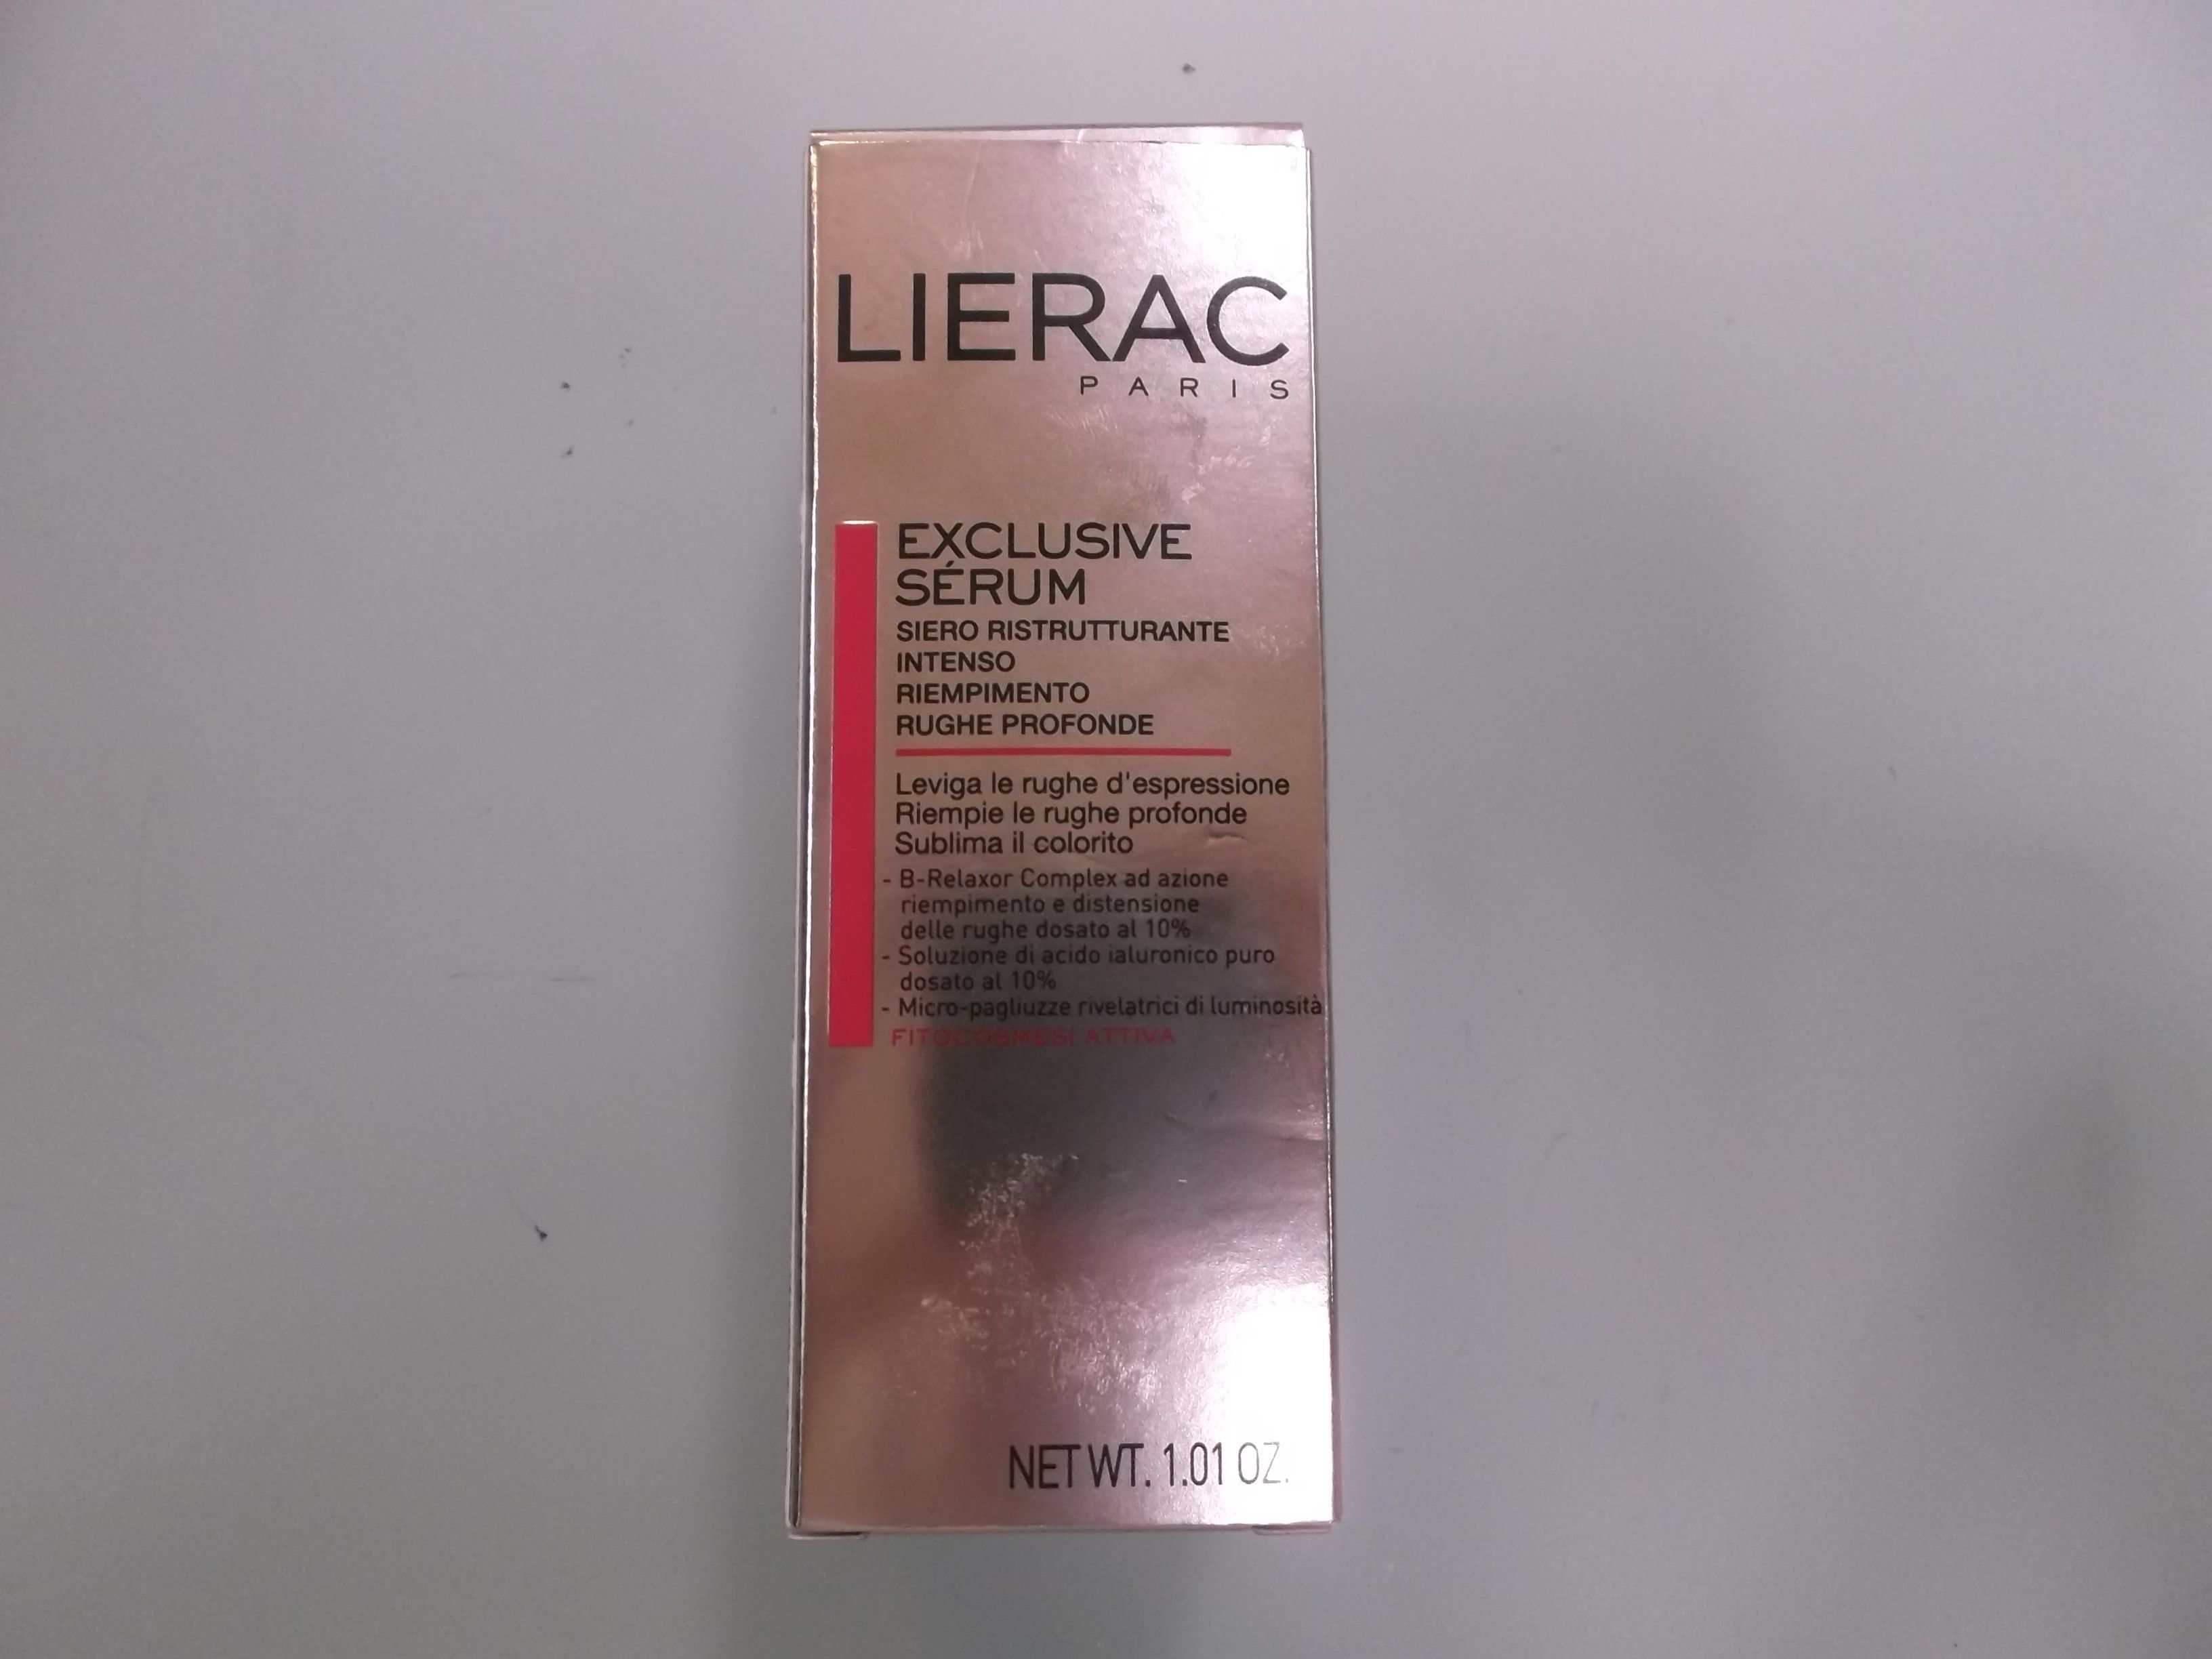 LIERAC
PARIS
EXCLUSIVE
SÉRUM
SIERO RISTRUTTURANTE
INTENSO
RIEMPIMENTO
RUGHE PROFONDE
Leviga le rughe d'espressione
Riempie le rughe profonde
Sublima il colorito
- B-Relaxor Complex ad azione
riempimento e distensione
delle rughe dosato al 10%
- Soluzione di acido ialuronico puro
dosato al 10%
- Micro-pagliuzze rivelatrici di luminosità
FITOCOSMESI ATTIVA
NET WT. 1.01 OZ.